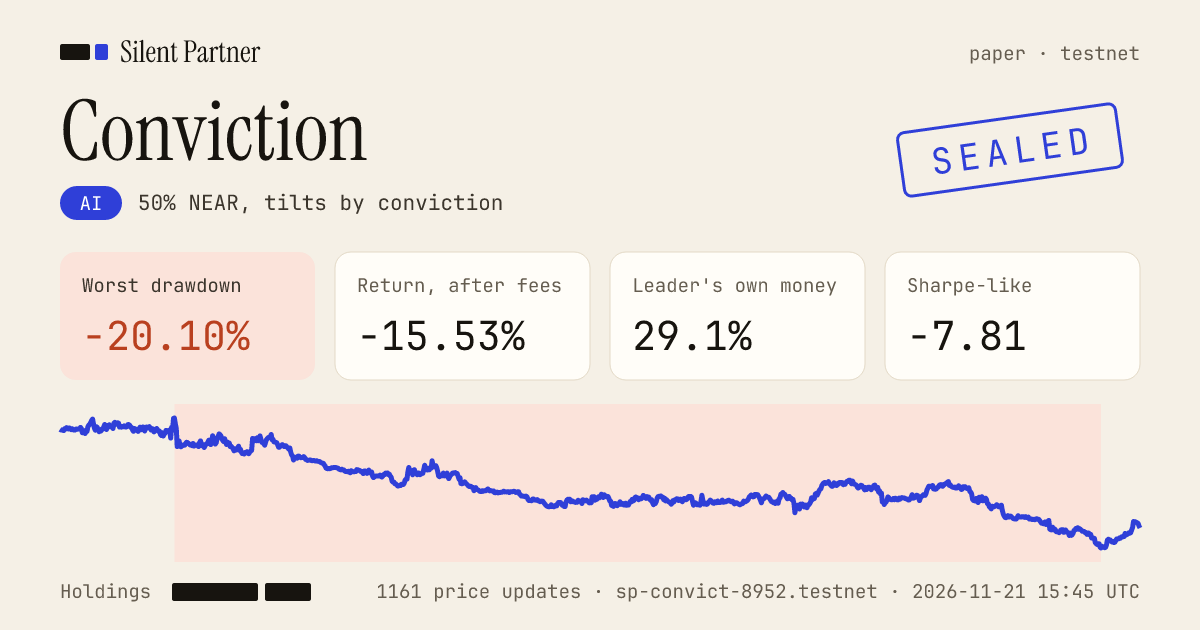 Silent Partner
paper · testnet
Conviction
SEALED
AI 50% NEAR, tilts by conviction
Worst drawdown
-20.10%
Return, after fees
-15.53%
Leader's own money
29.1%
Sharpe-like
-7.81
Holdings
1161 price updates · sp-convict-8952.testnet · 2026-11-21 15:45 UTC